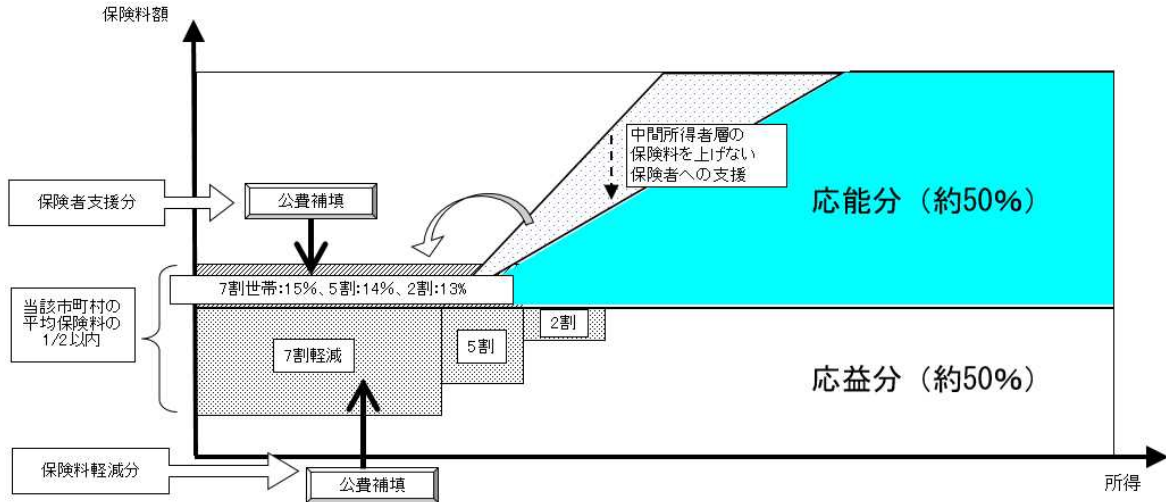 保険料額
中間所得者層の
保険料を上げない
保険者への支援
保険者支援分
公費補填
応能分（約50％）
7割世帯：15％、5割：14％、2割：13％
当該市町村の
平均保険料の
1/2以内
2割
5割
7割軽減
応益分（約50％）
保険料軽減分
公費補填
所得